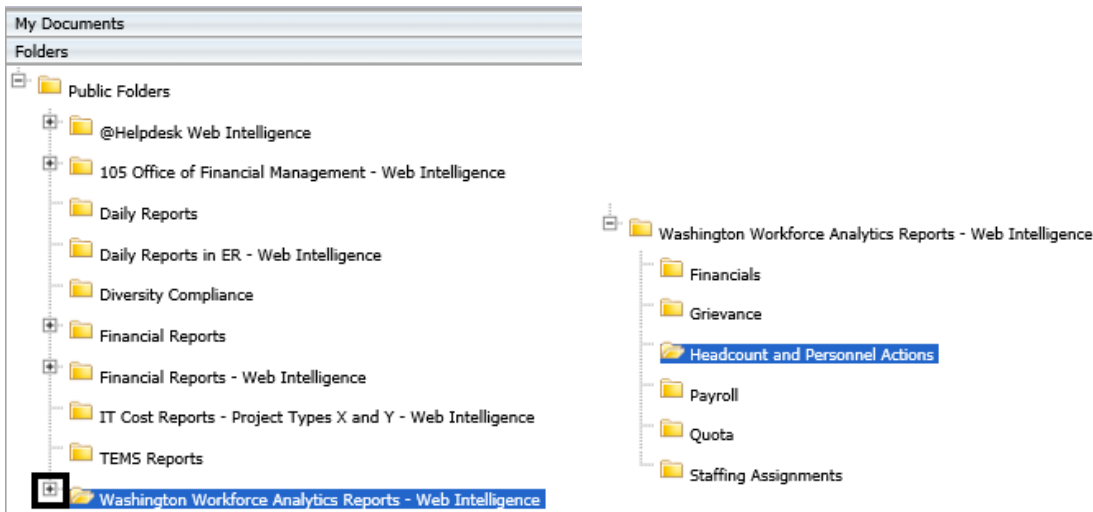 My Documents
Folders
Public Folders
@Helpdesk Web Intelligence
105 Office of Financial Management - Web Intelligence
Daily Reports
Daily Reports in ER - Web Intelligence
Diversity Compliance
Financial Reports
Financial Reports - Web Intelligence
IT Cost Reports - Project Types X and Y - Web Intelligence
TEMS Reports
Washington Workforce Analytics Reports - Web Intelligence
Washington Workforce Analytics Reports - Web Intelligence
Financials
Grievance
Headcount and Personnel Actions
Payroll
Quota
Staffing Assignments